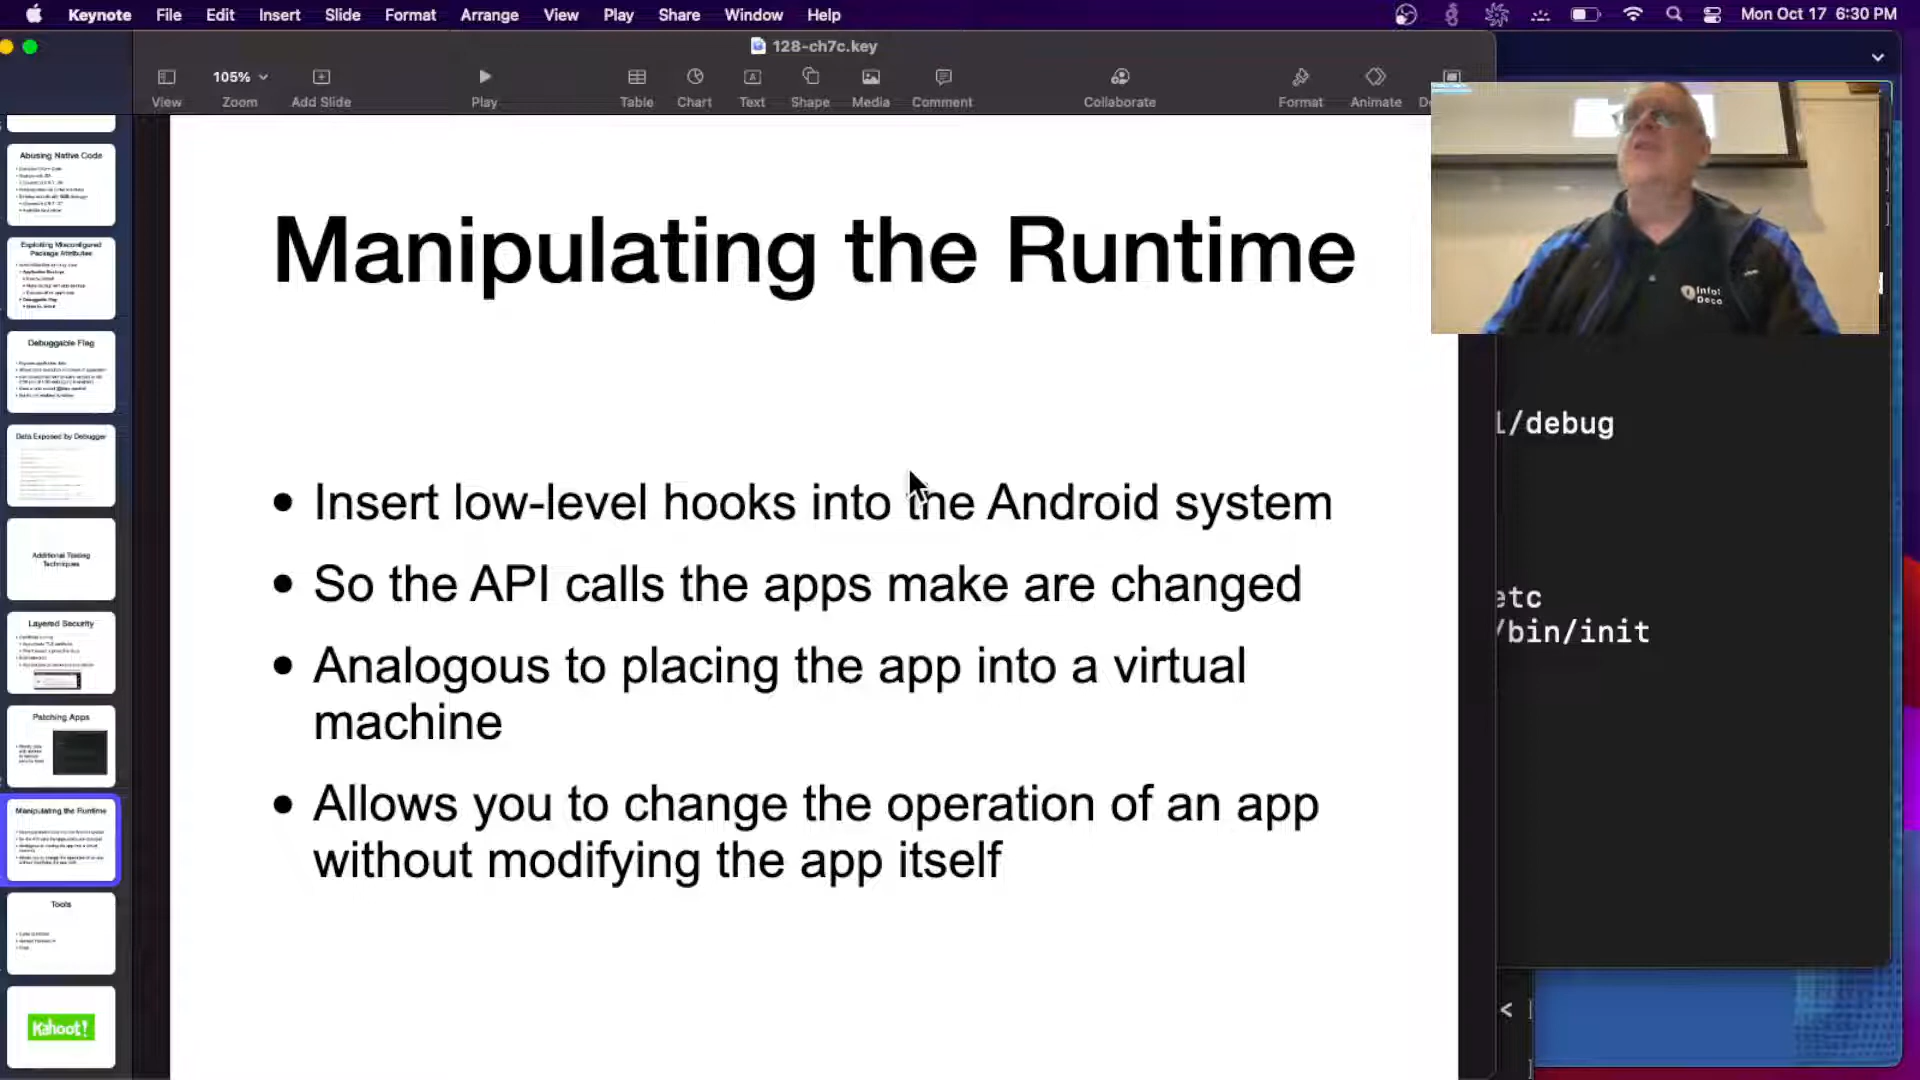 Keynote File Edit Insert Slide Format Arrange View Play Share Window Help Mon Oct 17 6:30 PM
128-ch7c.key
105%
View Zoom Add Slide Play Table Chart Text Shape Media Comment Collaborate Format Animate
Abusing Native Code
Exploiting Misconfigured
Package Attributes
Debuggable Flag
Data Exposed by Debugger
Additional Testing
Techniques
Layered Security
Patching Apps
Manipulating the Runtime
Tools
Kahoot!
Manipulating the Runtime
• Insert low-level hooks into the Android system
• So the API calls the apps make are changed
• Analogous to placing the app into a virtual
machine
• Allows you to change the operation of an app
without modifying the app itself
/debug
etc
/bin/init
<